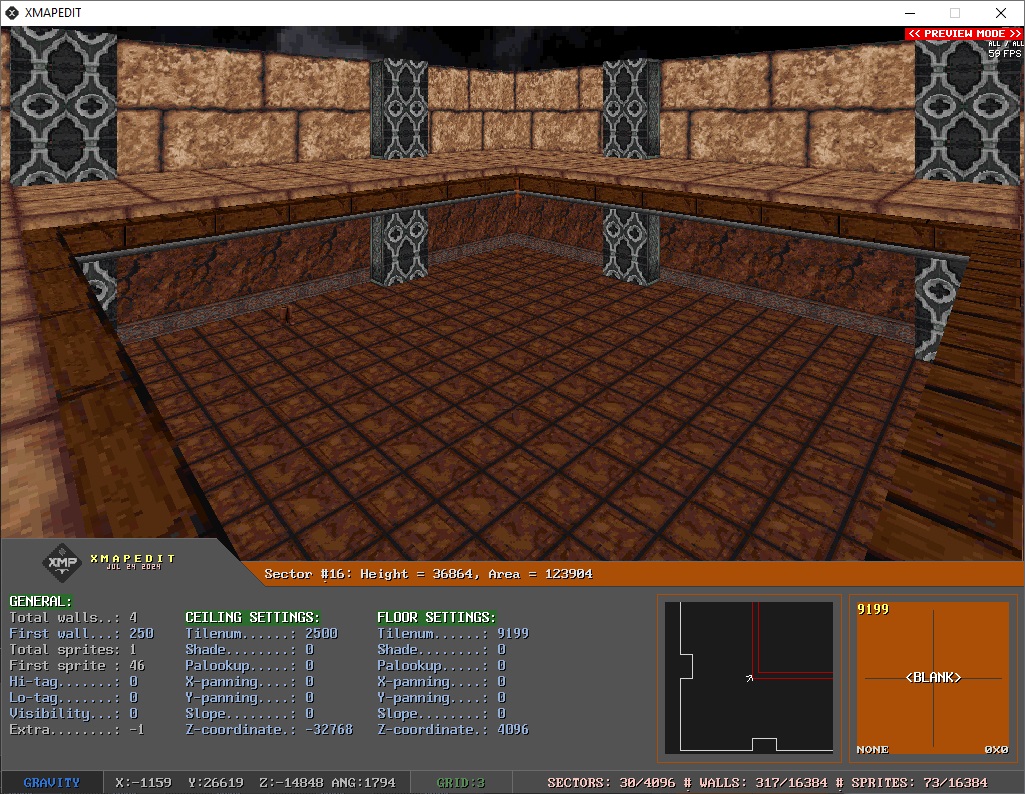 XMAPEDIT
<< PREVIEW MODE >>
ALL / ALL
59 FPS
XMP
XMAPEDIT
JUL 24 2024
Sector #16: Height = 36864, Area = 123904
GENERAL:
Total walls..: 4
First wall...: 250
Total sprites: 1
First sprite : 46
Hi-tag.......: 0
Lo-tag.......: 0
Visibility...: 0
Extra........: -1
CEILING SETTINGS:
Tilenum......: 2500
Shade........: 0
Palookup.....: 0
X-panning....: 0
Y-panning....: 0
Slope........: 0
Z-coordinate.: -32768
FLOOR SETTINGS:
Tilenum......: 9199
Shade........: 0
Palookup.....: 0
X-panning....: 0
Y-panning....: 0
Slope........: 0
Z-coordinate.: 4096
9199
<BLANK>
NONE
0X0
GRAVITY
X:-1159 Y:26619 Z:-14848 ANG:1794
GRID:3
SECTORS: 30/4096 # WALLS: 317/16384 # SPRITES: 73/16384